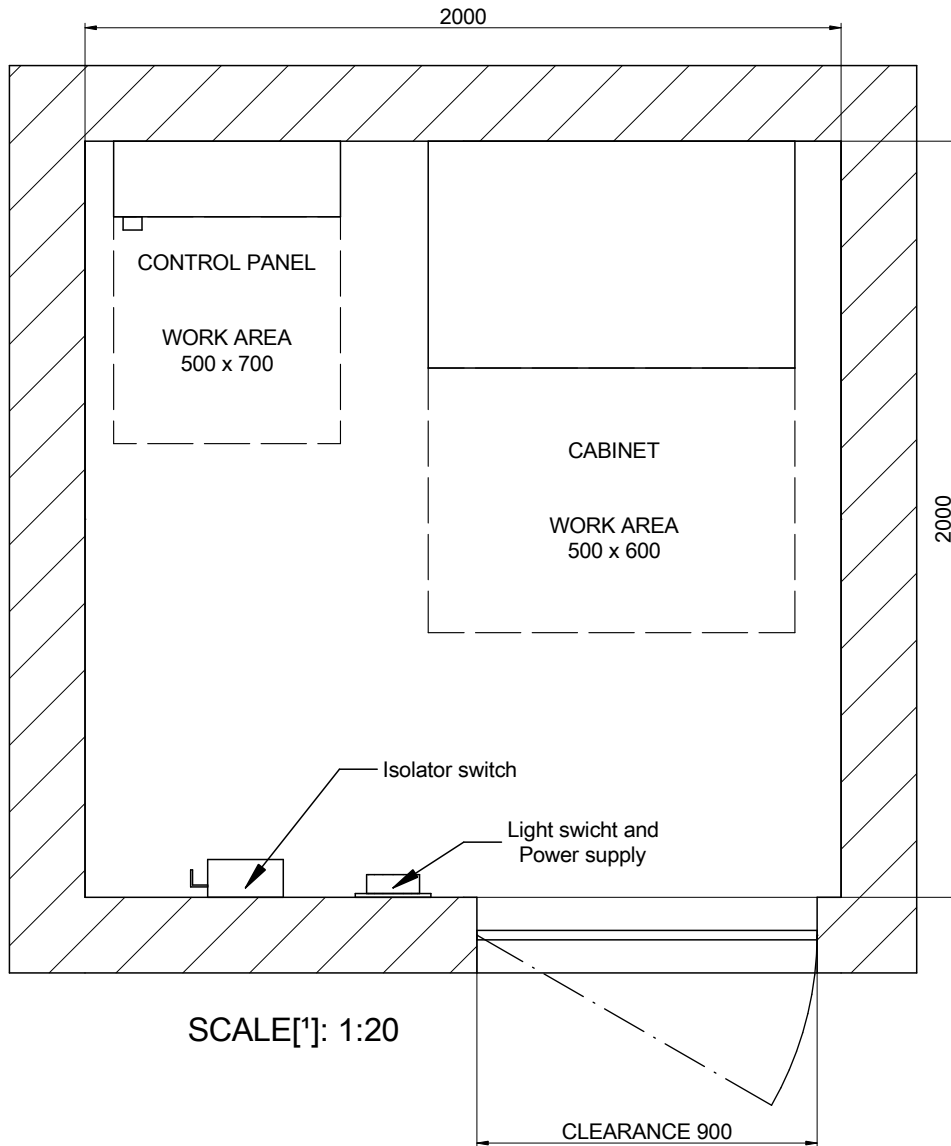 2000
CONTROL PANEL
WORK AREA
500 x 700
CABINET
WORK AREA
500 x 600
2000
Isolator switch
Light swicht and
Power supply
SCALE[¹]: 1:20
CLEARANCE 900